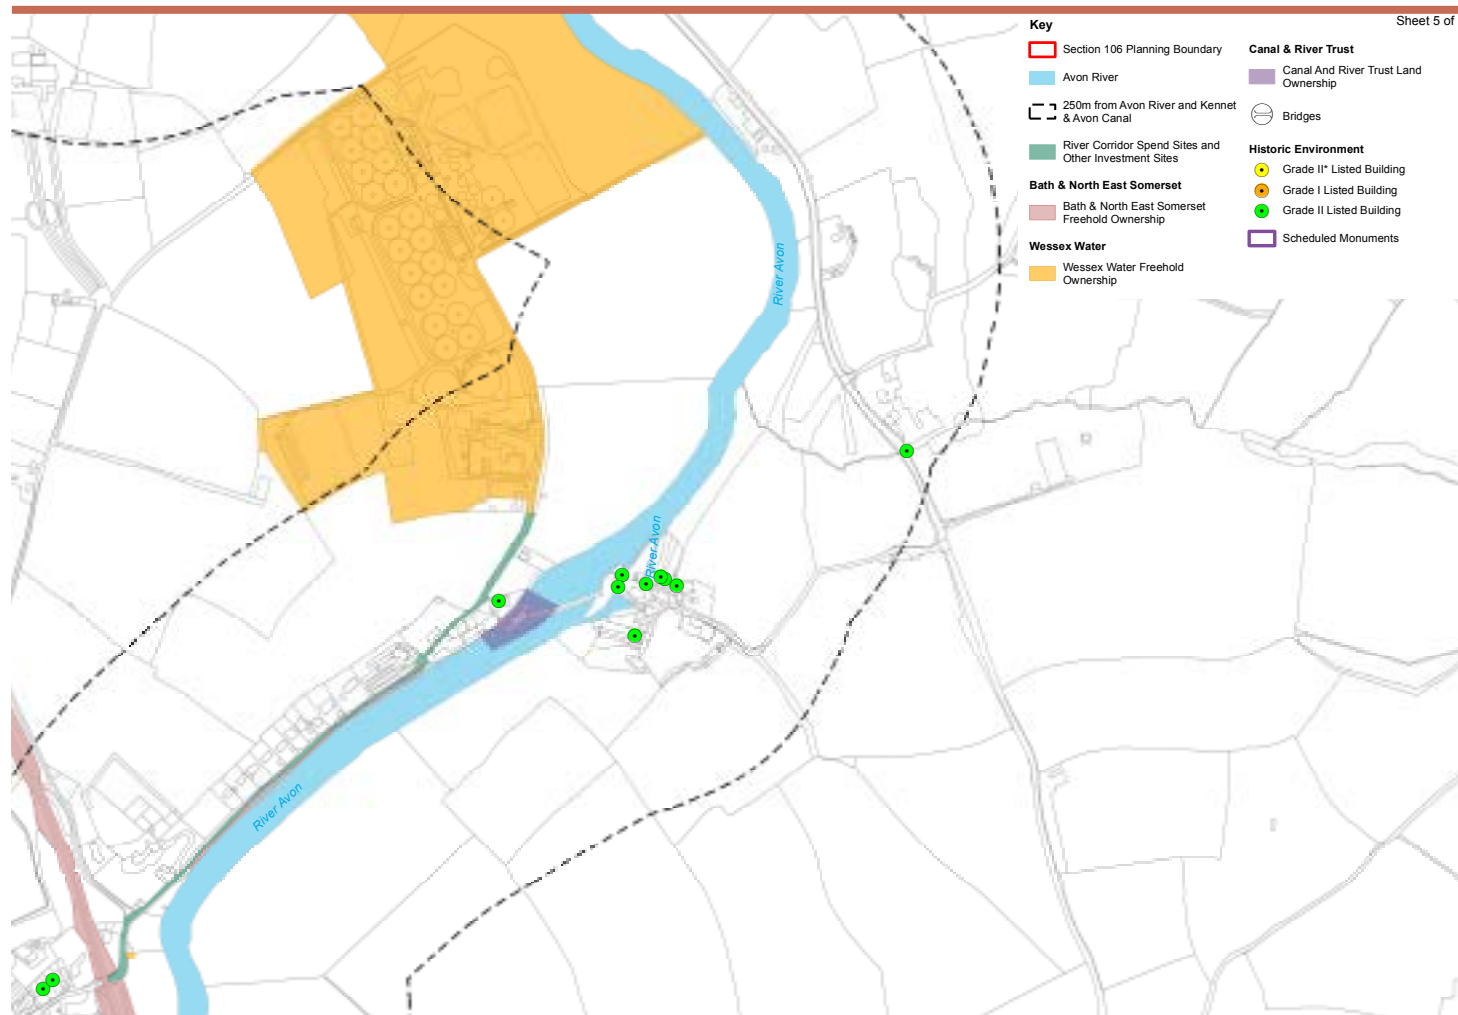 Sheet 5 of
Key
Section 106 Planning Boundary
Avon River
250m from Avon River and Kennet
& Avon Canal
River Corridor Spend Sites and
Other Investment Sites
Bath & North East Somerset
Bath & North East Somerset
Freehold Ownership
Wessex Water
Wessex Water Freehold
Ownership
Canal & River Trust
Canal And River Trust Land
Ownership
Bridges
Historic Environment
Grade II* Listed Building
Grade I Listed Building
Grade II Listed Building
Scheduled Monuments
River Avon
River Avon
River Avon